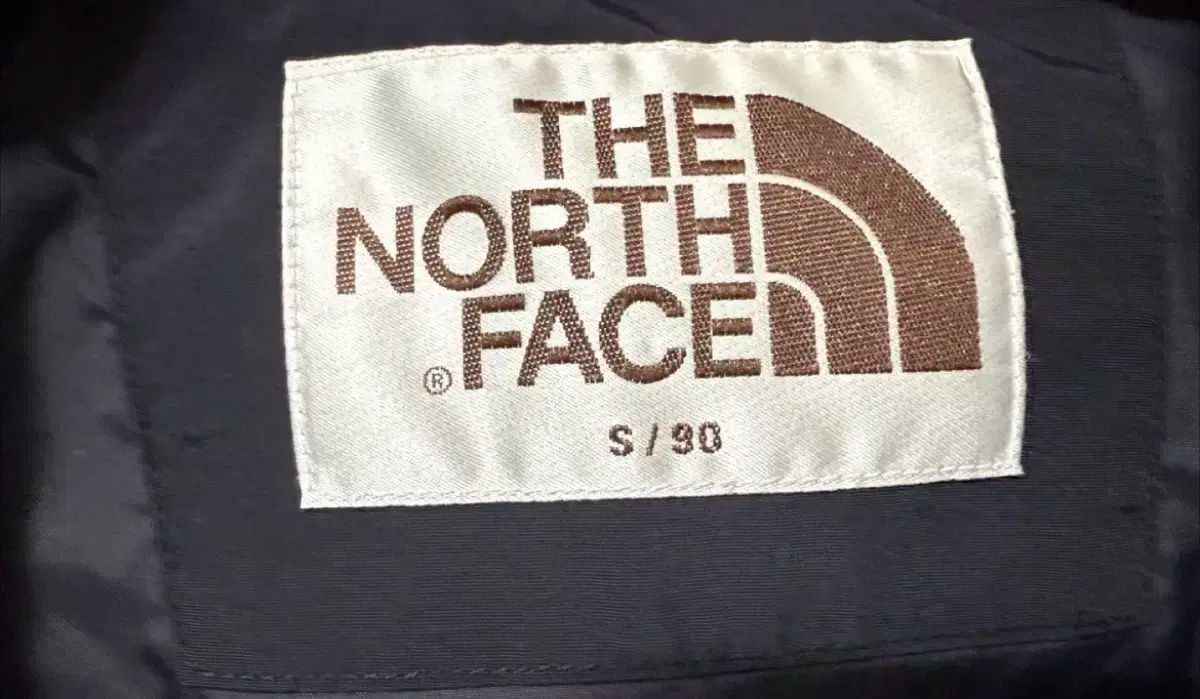 THE
NORTH
® FACE
S / 90